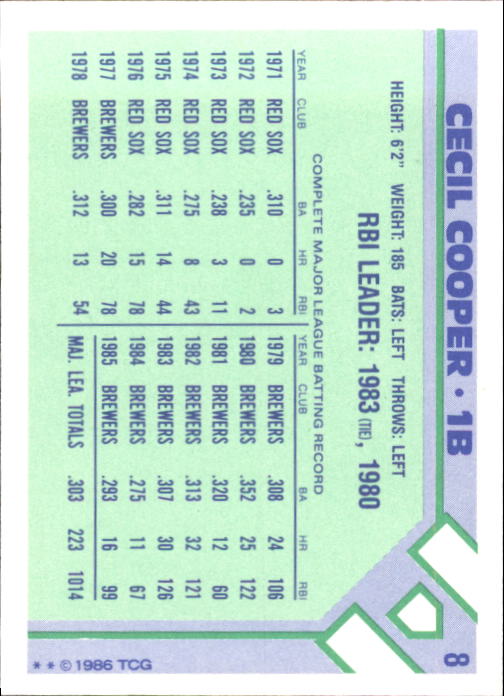 CECIL COOPER • 1B
8
HEIGHT: 6'2" WEIGHT: 185 BATS: LEFT THROWS: LEFT
RBI LEADER: 1983 (TIE), 1980
COMPLETE MAJOR LEAGUE BATTING RECORD
YEAR CLUB BA HR RBI
1971 RED SOX .310 0 3
1972 RED SOX .235 0 2
1973 RED SOX .238 3 11
1974 RED SOX .275 8 43
1975 RED SOX .311 14 44
1976 RED SOX .282 15 78
1977 BREWERS .300 20 78
1978 BREWERS .312 13 54
YEAR CLUB BA HR RBI
1979 BREWERS .308 24 106
1980 BREWERS .352 25 122
1981 BREWERS .320 12 60
1982 BREWERS .313 32 121
1983 BREWERS .307 30 126
1984 BREWERS .275 11 67
1985 BREWERS .293 16 99
MAJ. LEA. TOTALS .303 223 1014
* * © 1986 TCG